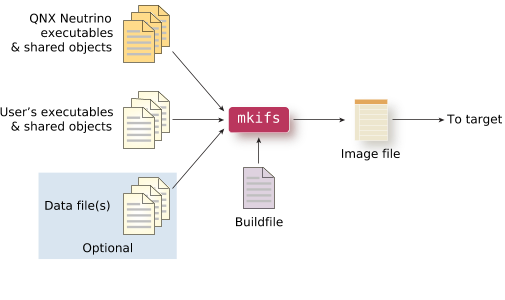 QNX Neutrino
executables
& shared objects
User's executables
& shared objects
mkifs
To target
Image file
Data file(s)
Buildfile
Optional